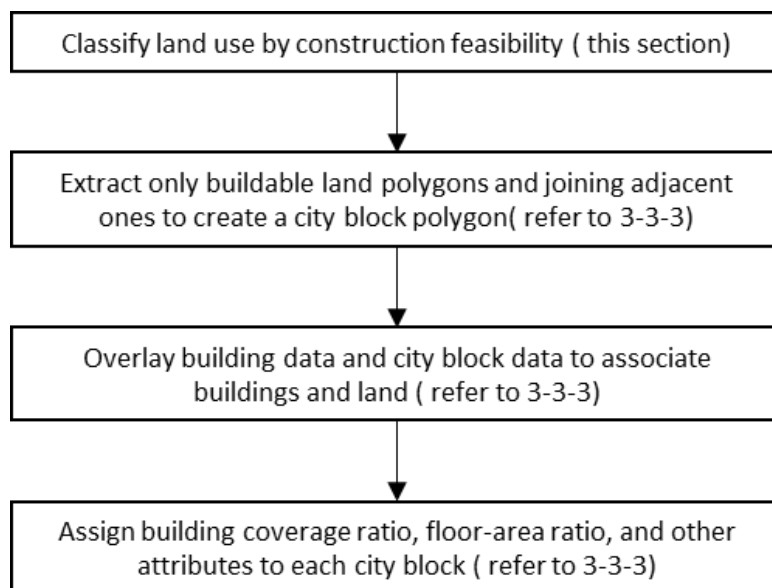 Classify land use by construction feasibility ( this section)
Extract only buildable land polygons and joining adjacent
ones to create a city block polygon( refer to 3-3-3)
Overlay building data and city block data to associate
buildings and land ( refer to 3-3-3)
Assign building coverage ratio, floor-area ratio, and other
attributes to each city block ( refer to 3-3-3)